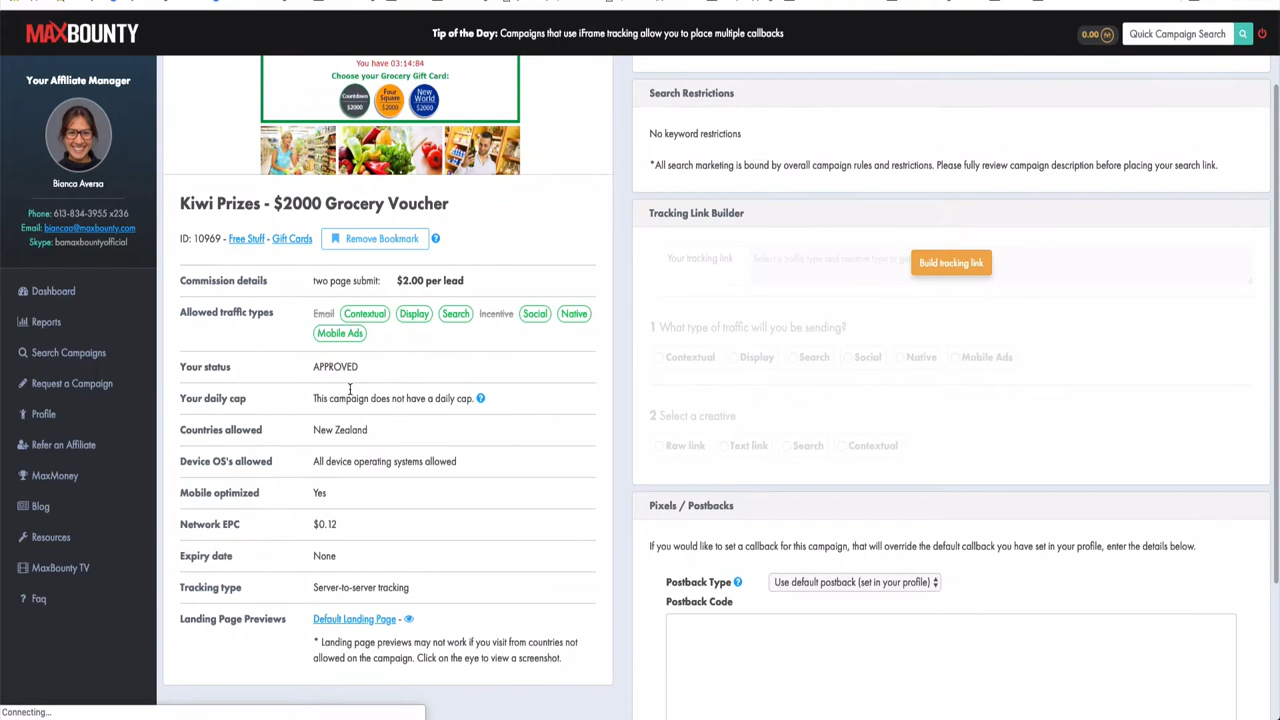 MAXBOUNTY
Tip of the Day: Campaigns that use iFrame tracking allow you to place multiple callbacks
0.00 M
Quick Campaign Search
Your Affiliate Manager
Bianca Aversa
Phone: 613-834-3955 x236
Email: biancaa@maxbounty.com
Skype: bamaxbountyofficial
Dashboard
Reports
Search Campaigns
Request a Campaign
Profile
Refer an Affiliate
MaxMoney
Blog
Resources
MaxBounty TV
Faq
You have 03:14:84
Choose your Grocery Gift Card:
Countdown $2000
Four Square $2000
New World $2000
Kiwi Prizes - $2000 Grocery Voucher
ID: 10969 - Free Stuff - Gift Cards Remove Bookmark ?
Commission details two page submit: $2.00 per lead
Allowed traffic types Email Contextual Display Search Incentive Social Native
Mobile Ads
Your status APPROVED
Your daily cap This campaign does not have a daily cap. ?
Countries allowed New Zealand
Device OS's allowed All device operating systems allowed
Mobile optimized Yes
Network EPC $0.12
Expiry date None
Tracking type Server-to-server tracking
Landing Page Previews Default Landing Page -
* Landing page previews may not work if you visit from countries not
allowed on the campaign. Click on the eye to view a screenshot.
Search Restrictions
No keyword restrictions
*All search marketing is bound by overall campaign rules and restrictions. Please fully review campaign description before placing your search link.
Tracking Link Builder
Your tracking link Select a traffic type and creative type to
Build tracking link
1 What type of traffic will you be sending?
Contextual Display Search Social Native Mobile Ads
2 Select a creative
Raw link Text link Search Contextual
Pixels / Postbacks
If you would like to set a callback for this campaign, that will override the default callback you have set in your profile, enter the details below.
Postback Type ? Use default postback (set in your profile)
Postback Code
Connecting...